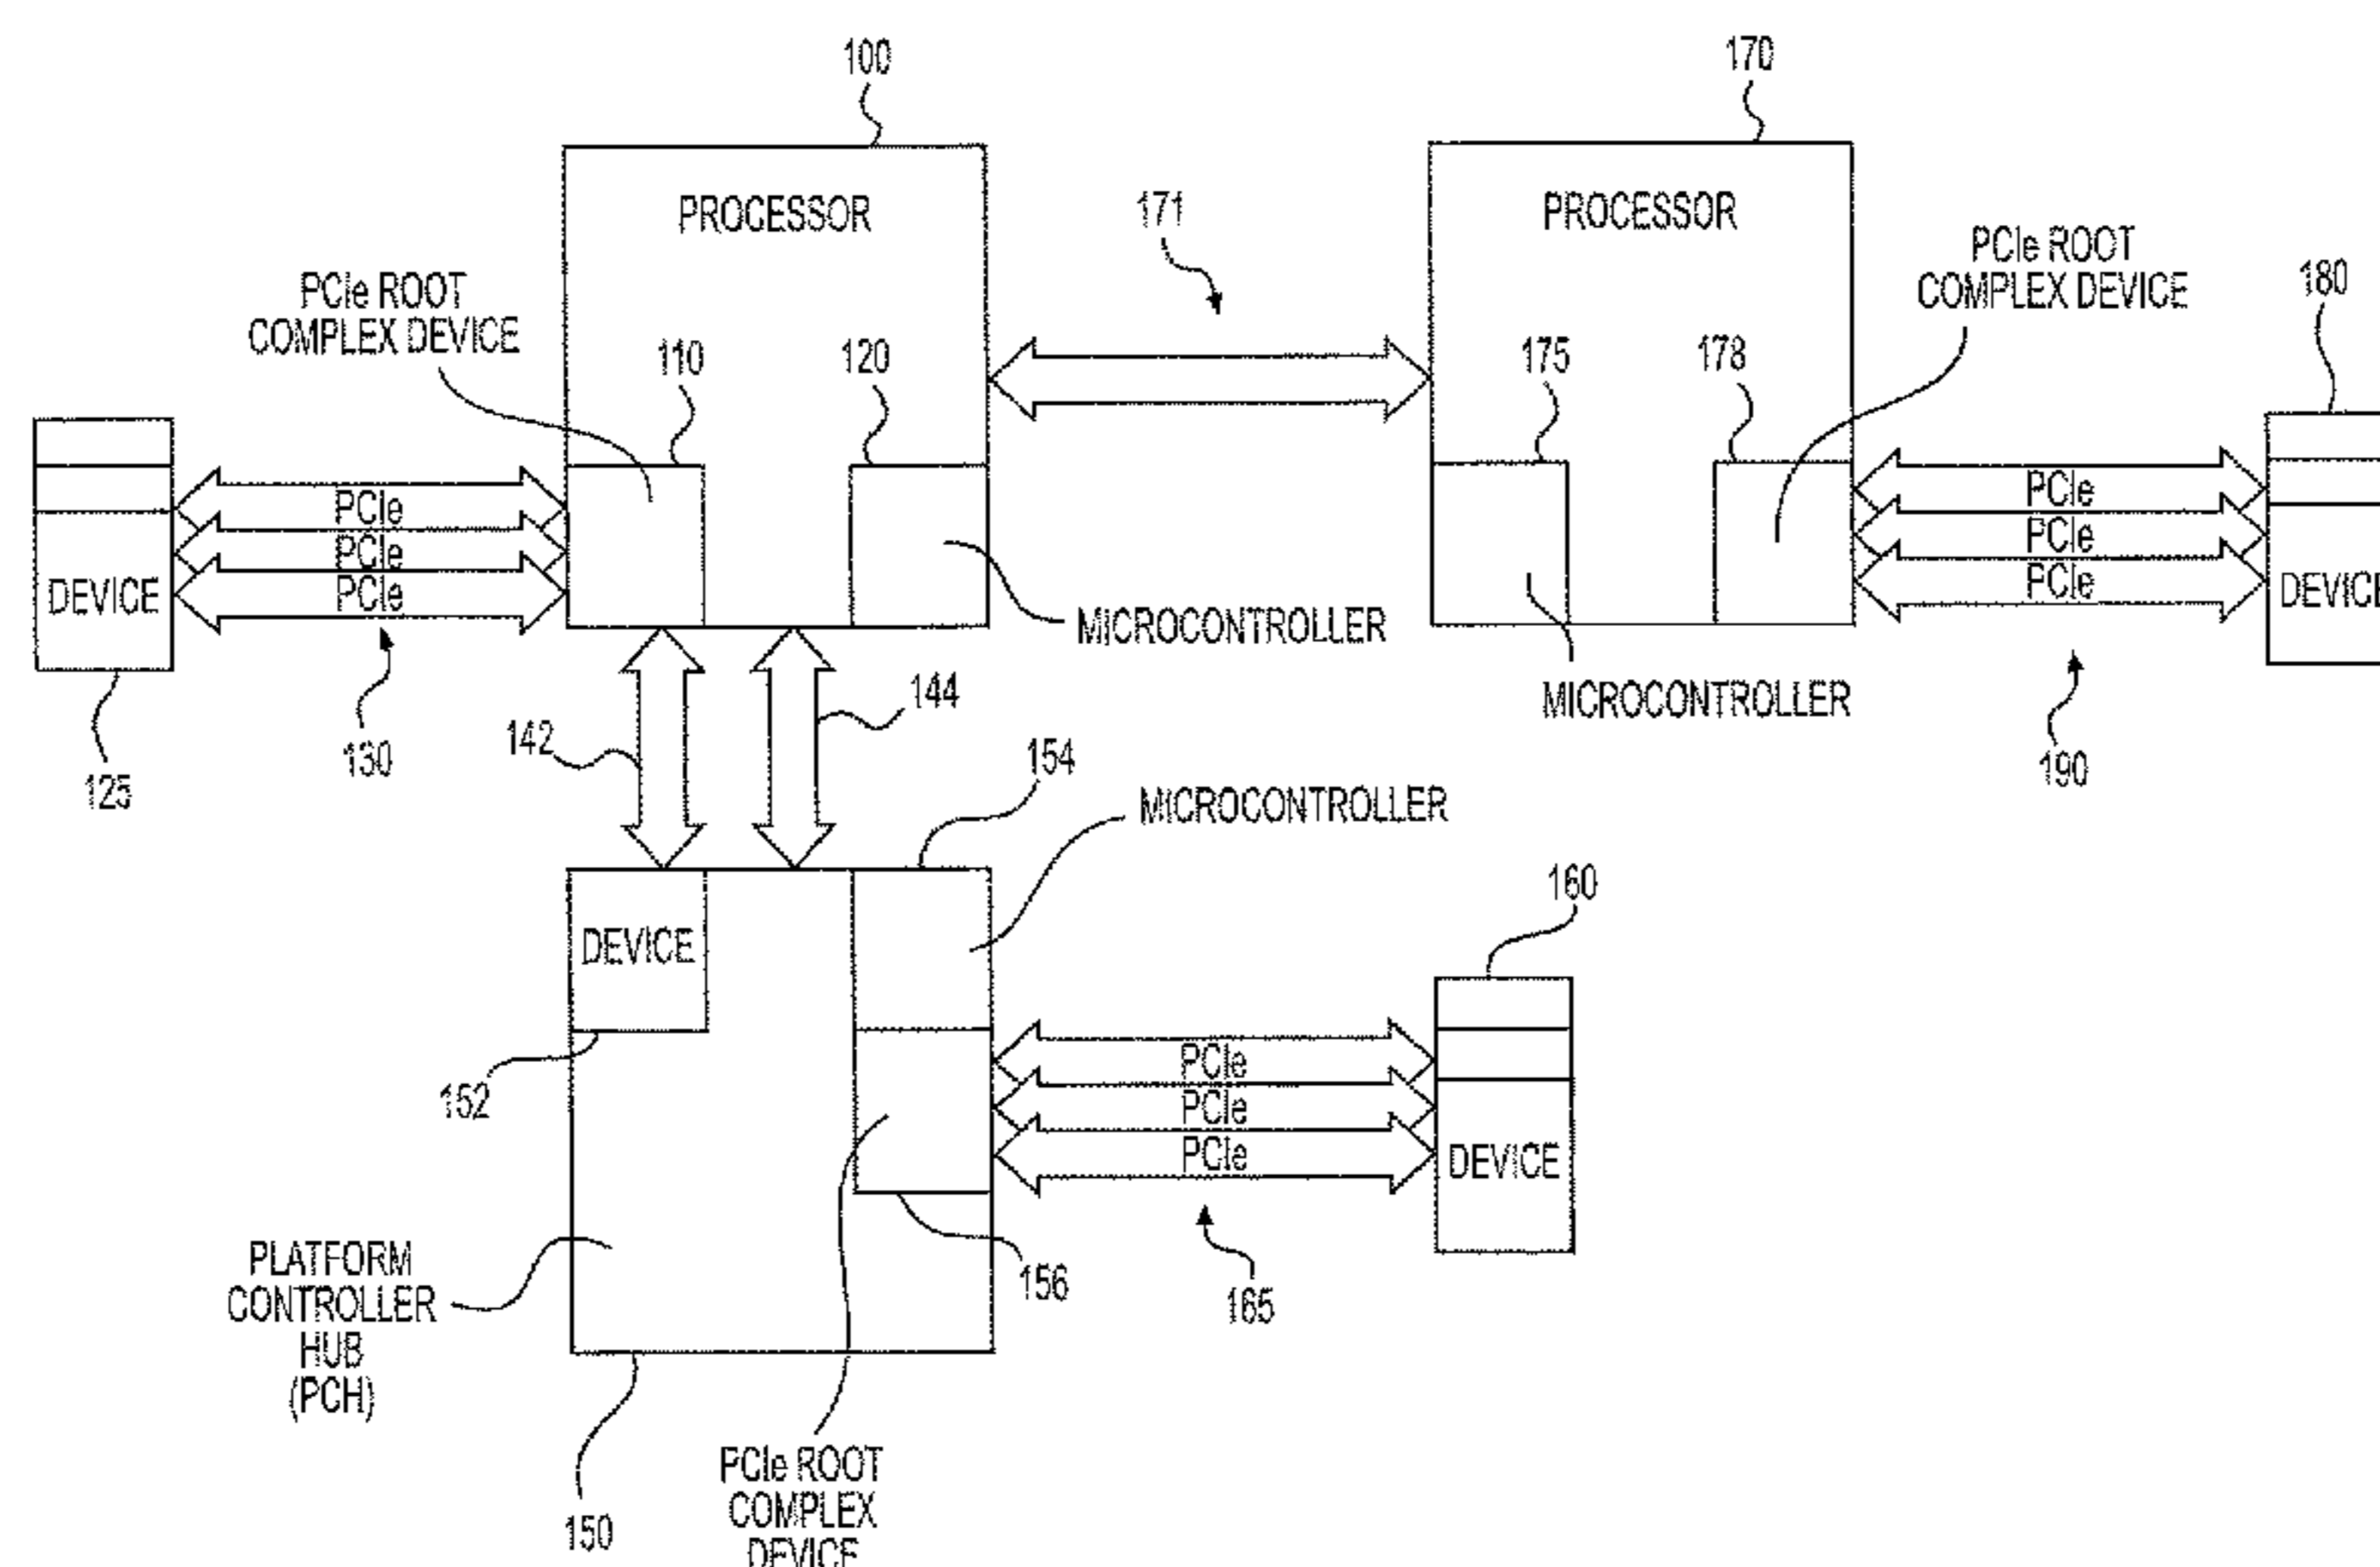 100
170
PROCESSOR
PROCESSOR
171
PCIe ROOT
COMPLEX DEVICE
PCIe ROOT
COMPLEX DEVICE
180
110
120
175
178
PCIe
PCIe
PCIe
DEVICE
PCIe
PCIe
PCIe
DEVICE
MICROCONTROLLER
MICROCONTROLLER
125
130
142
144
190
154
MICROCONTROLLER
160
DEVICE
152
PCIe
PCIe
PCIe
DEVICE
156
165
PLATFORM
CONTROLLER
HUB
(PCH)
150
PCIe ROOT
COMPLEX
DEVICE